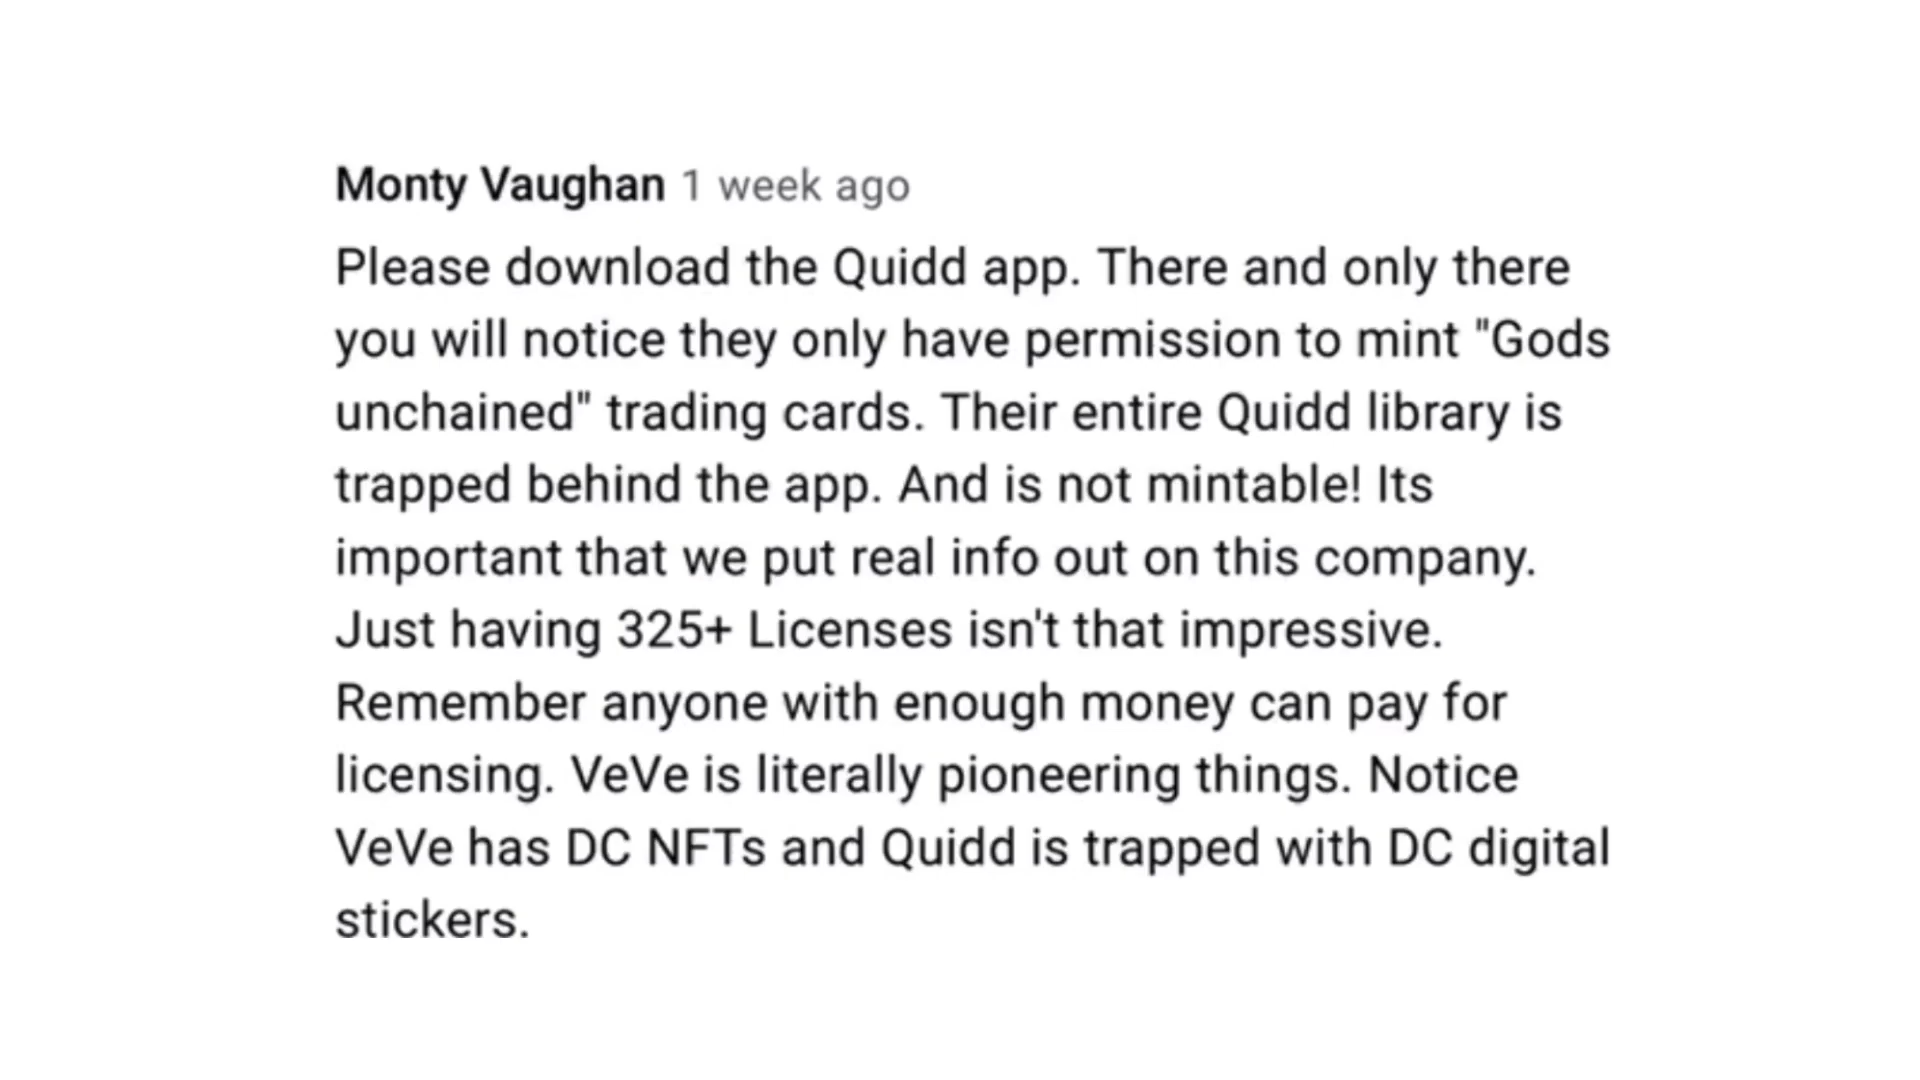 Monty Vaughan 1 week ago
Please download the Quidd app. There and only there
you will notice they only have permission to mint "Gods
unchained" trading cards. Their entire Quidd library is
trapped behind the app. And is not mintable! Its
important that we put real info out on this company.
Just having 325+ Licenses isn't that impressive.
Remember anyone with enough money can pay for
licensing. VeVe is literally pioneering things. Notice
VeVe has DC NFTs and Quidd is trapped with DC digital
stickers.